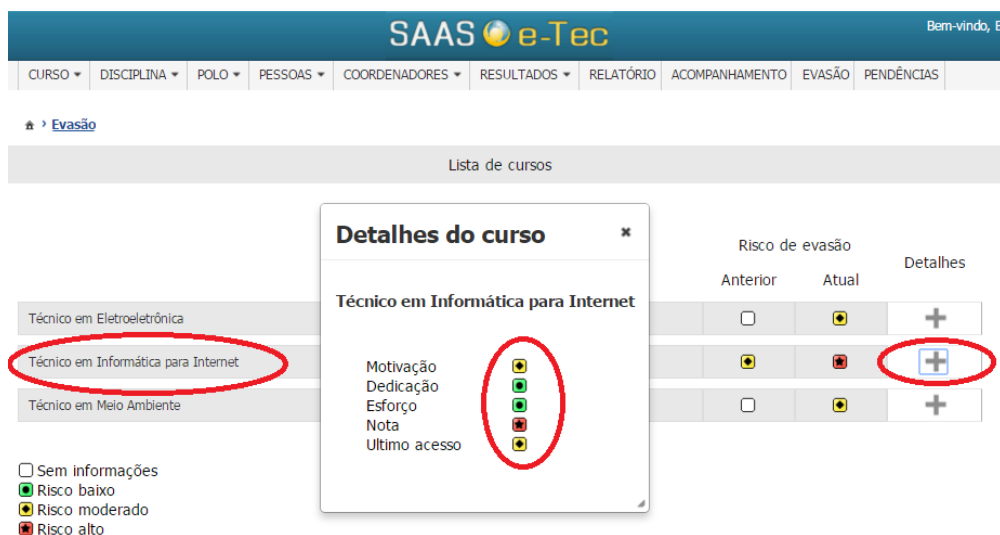 SAAS e-Tec
Bem-vindo, E
CURSO DISCIPLINA POLO PESSOAS COORDENADORES RESULTADOS RELATÓRIO ACOMPANHAMENTO EVASÃO PENDÊNCIAS
› Evasão
Lista de cursos
Risco de evasão
Detalhes
Anterior Atual
Técnico em Eletroeletrônica
Técnico em Informática para Internet
Técnico em Meio Ambiente
Detalhes do curso
Técnico em Informática para Internet
Motivação
Dedicação
Esforço
Nota
Ultimo acesso
Sem informações
Risco baixo
Risco moderado
Risco alto